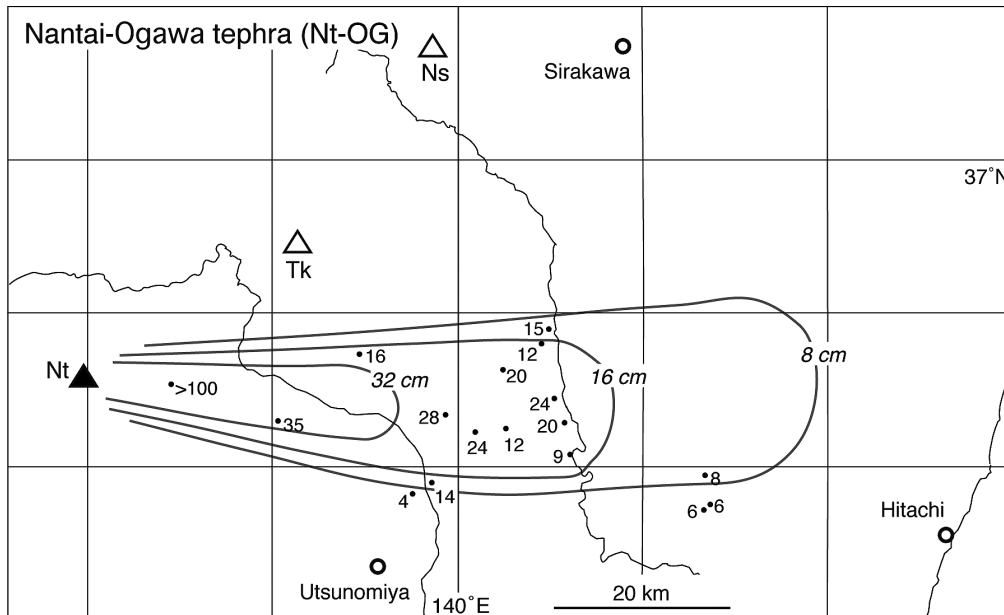 Nantai-Ogawa tephra (Nt-OG)
Ns
Sirakawa
37˚N
Tk
15
12
16
8 cm
Nt
>100
32 cm
20
16 cm
24
28
35
20
24
12
9
8
14
4
6
6
Hitachi
Utsunomiya
140˚E
20 km